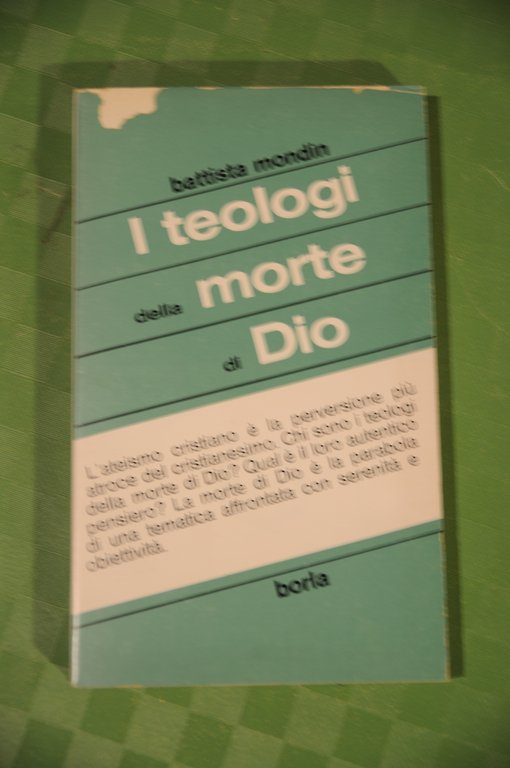 battista mondin
I teologi
della morte
di Dio
L'ateismo cristiano è la perversione più
atroce del cristianesimo. Chi sono i teologi
della morte di Dio? Qual è il loro autentico
pensiero? La morte di Dio è la parabola
di una tematica affrontata con serenità e
obiettività.
borla